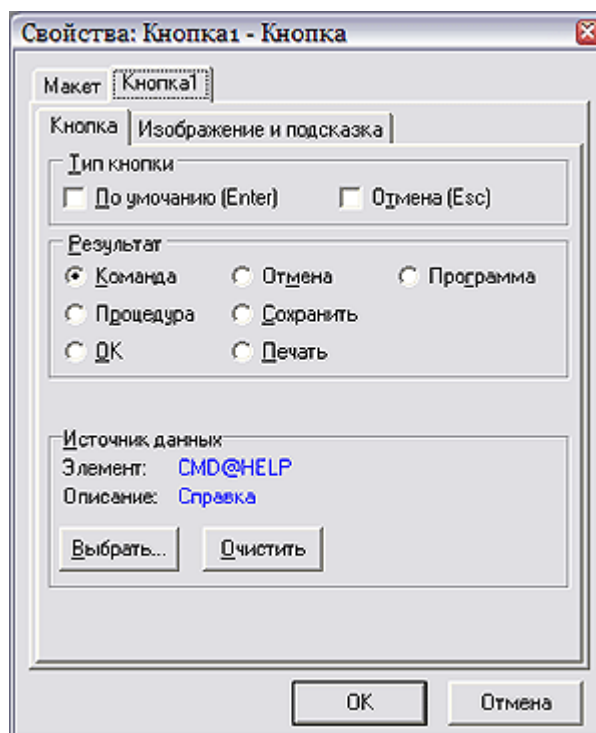 Свойства: Кнопка1 - Кнопка
Макет Кнопка1
Кнопка Изображение и подсказка
Тип кнопки
По умочанию (Enter) Отмена (Esc)
Результат
Команда Отмена Программа
Процедура Сохранить
OK Печать
Источник данных
Элемент: CMD@HELP
Описание: Справка
Выбрать... Очистить
OK Отмена